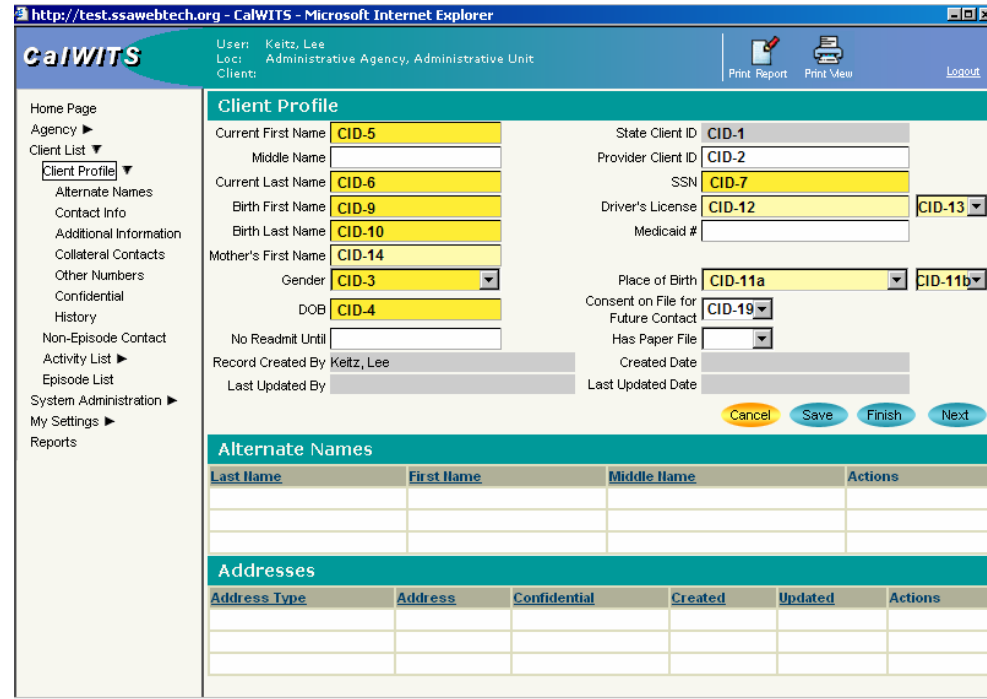 http://test.ssawebtech.org - CalWITS - Microsoft Internet Explorer
CalWITS
User: Keitz, Lee
Loc: Administrative Agency, Administrative Unit
Client:
Print Report
Print View
Logout
Home Page
Agency ▶
Client List ▼
Client Profile ▼
Alternate Names
Contact Info
Additional Information
Collateral Contacts
Other Numbers
Confidential
History
Non-Episode Contact
Activity List ▶
Episode List
System Administration ▶
My Settings ▶
Reports
Client Profile
Current First Name CID-5 State Client ID CID-1
Middle Name Provider Client ID CID-2
Current Last Name CID-6 SSN CID-7
Birth First Name CID-9 Driver's License CID-12 CID-13
Birth Last Name CID-10 Medicaid #
Mother's First Name CID-14
Gender CID-3 Place of Birth CID-11a CID-11b
DOB CID-4 Consent on File for Future Contact CID-19
No Readmit Until Has Paper File
Record Created By Keitz, Lee Created Date
Last Updated By Last Updated Date
Cancel Save Finish Next
Alternate Names
Last Name First Name Middle Name Actions
Addresses
Address Type Address Confidential Created Updated Actions